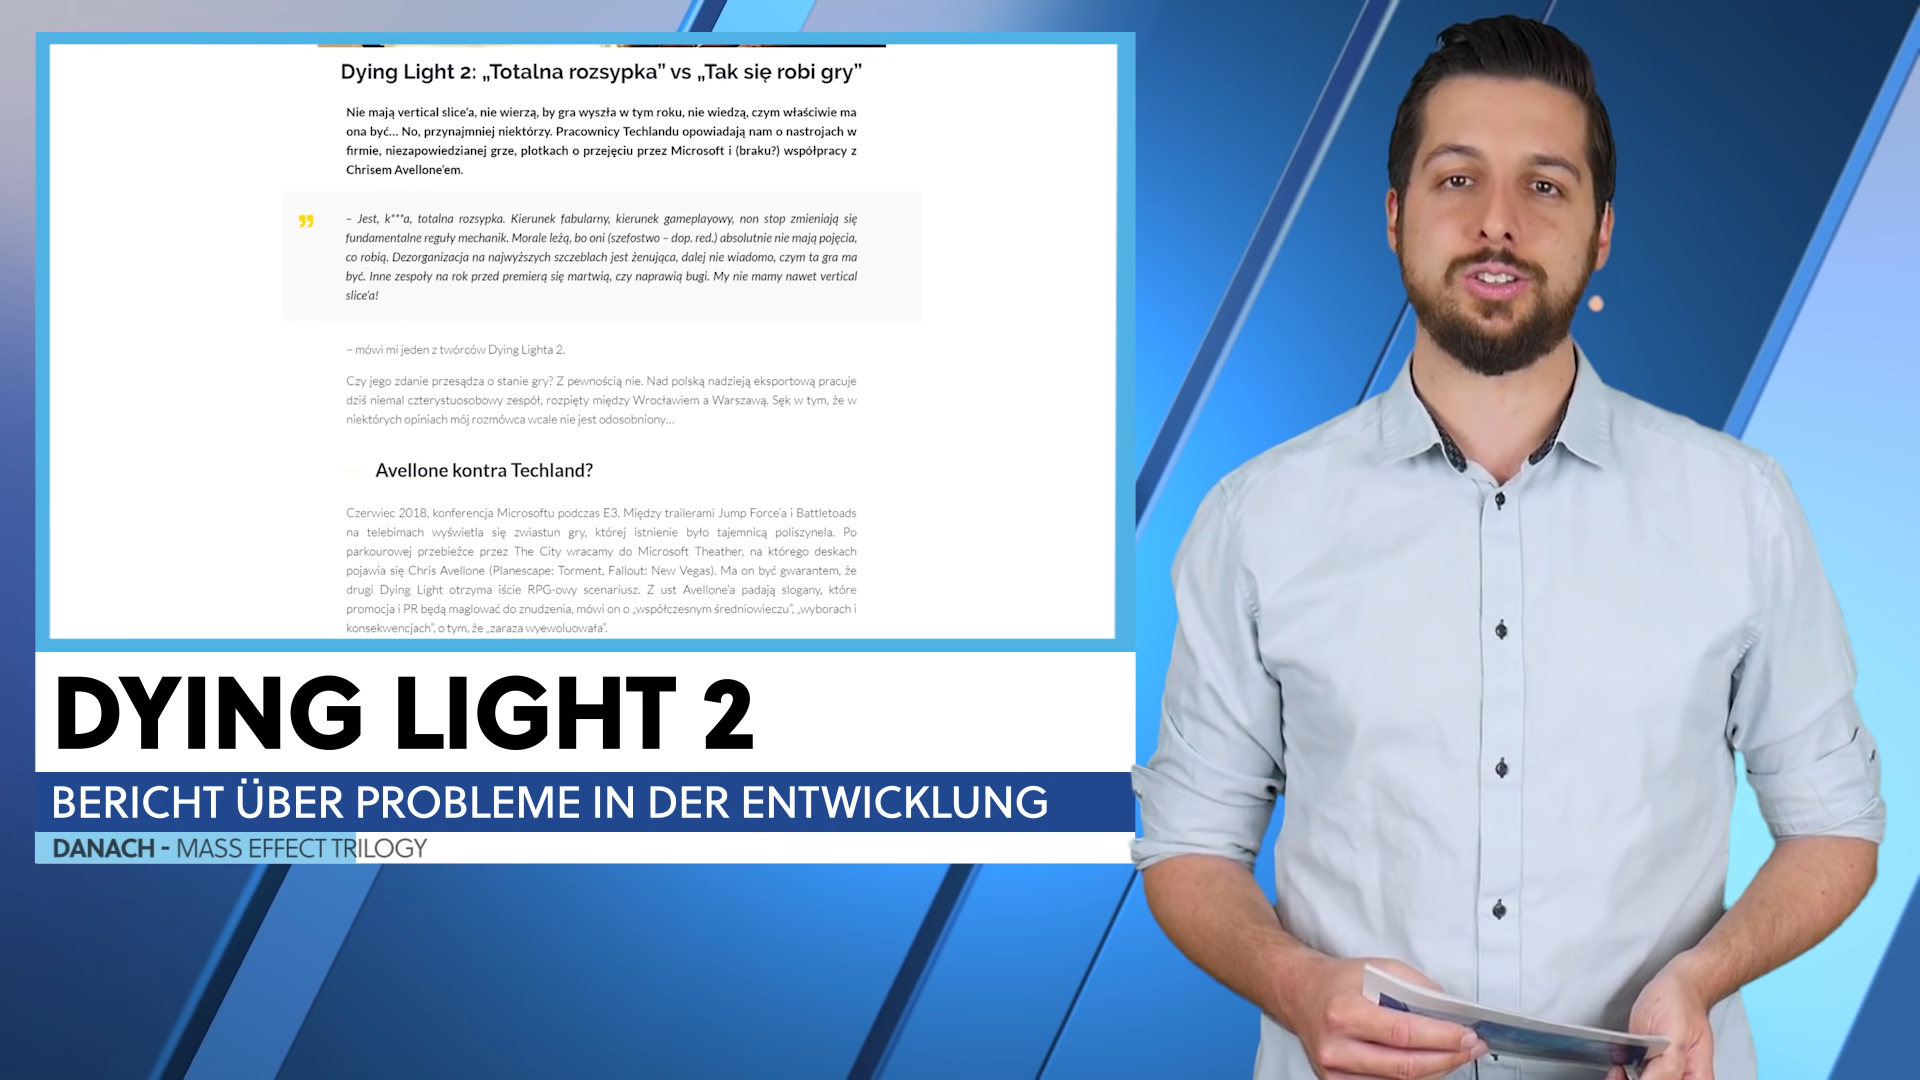 Dying Light 2: „Totalna rozsypka” vs „Tak się robi gry”
Nie mają vertical slice’a, nie wierzą, by gra wyszła w tym roku, nie wiedzą, czym właściwie ma
ona być… No, przynajmniej niektórzy. Pracownicy Techlandu opowiadają nam o nastrojach w
firmie, niezapowiedzianej grze, plotkach o przejęciu przez Microsoft i (braku?) współpracy z
Chrisem Avellone’em.
– Jest, k***a, totalna rozsypka. Kierunek fabularny, kierunek gameplayowy, non stop zmieniają się
fundamentalne reguły mechanik. Morale leżą, bo oni (szefostwo – dop. red.) absolutnie nie mają pojęcia,
co robią. Dezorganizacja na najwyższych szczeblach jest żenująca, dalej nie wiadomo, czym ta gra ma
być. Inne zespoły na rok przed premierą się martwią, czy naprawią bugi. My nie mamy nawet vertical
slice’a!
– mówi mi jeden z twórców Dying Lighta 2.
Czy jego zdanie przesądza o stanie gry? Z pewnością nie. Nad polską nadzieją eksportową pracuje
dziś niemal czterystuosobowy zespół, rozpięty między Wrocławiem a Warszawą. Sęk w tym, że w
niektórych opiniach mój rozmówca wcale nie jest odosobniony…
Avellone kontra Techland?
Czerwiec 2018, konferencja Microsoftu podczas E3. Między trailerami Jump Force’a i Battletoads
na telebimach wyświetla się zwiastun gry, której istnienie było tajemnicą poliszynela. Po
parkourowej przebieżce przez The City wracamy do Microsoft Theather, na którego deskach
pojawia się Chris Avellone (Planescape: Torment, Fallout: New Vegas). Ma on być gwarantem, że
drugi Dying Light otrzyma iście RPG-owy scenariusz. Z ust Avellone’a padają slogany, które
promocja i PR będą maglować do znudzenia, mówi on o „współczesnym średniowieczu”, „wyborach i
konsekwencjach”, o tym, że „zaraza wyewoluowała”.
DYING LIGHT 2
BERICHT ÜBER PROBLEME IN DER ENTWICKLUNG
DANACH - MASS EFFECT TRILOGY